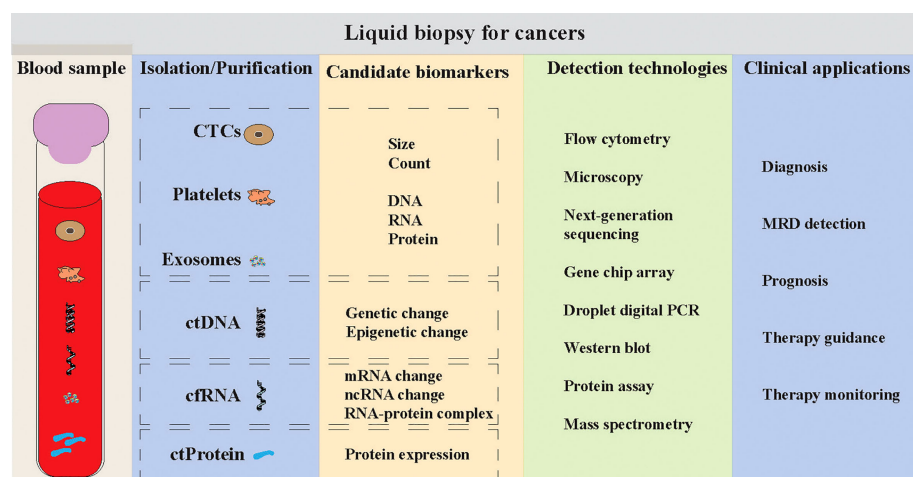 Liquid biopsy for cancers
Blood sample
Isolation/Purification
Candidate biomarkers
Detection technologies
Clinical applications
CTCs
Platelets
Exosomes
ctDNA
cfRNA
ctProtein
Size
Count
DNA
RNA
Protein
Genetic change
Epigenetic change
mRNA change
ncRNA change
RNA-protein complex
Protein expression
Flow cytometry
Microscopy
Next-generation
sequencing
Gene chip array
Droplet digital PCR
Western blot
Protein assay
Mass spectrometry
Diagnosis
MRD detection
Prognosis
Therapy guidance
Therapy monitoring